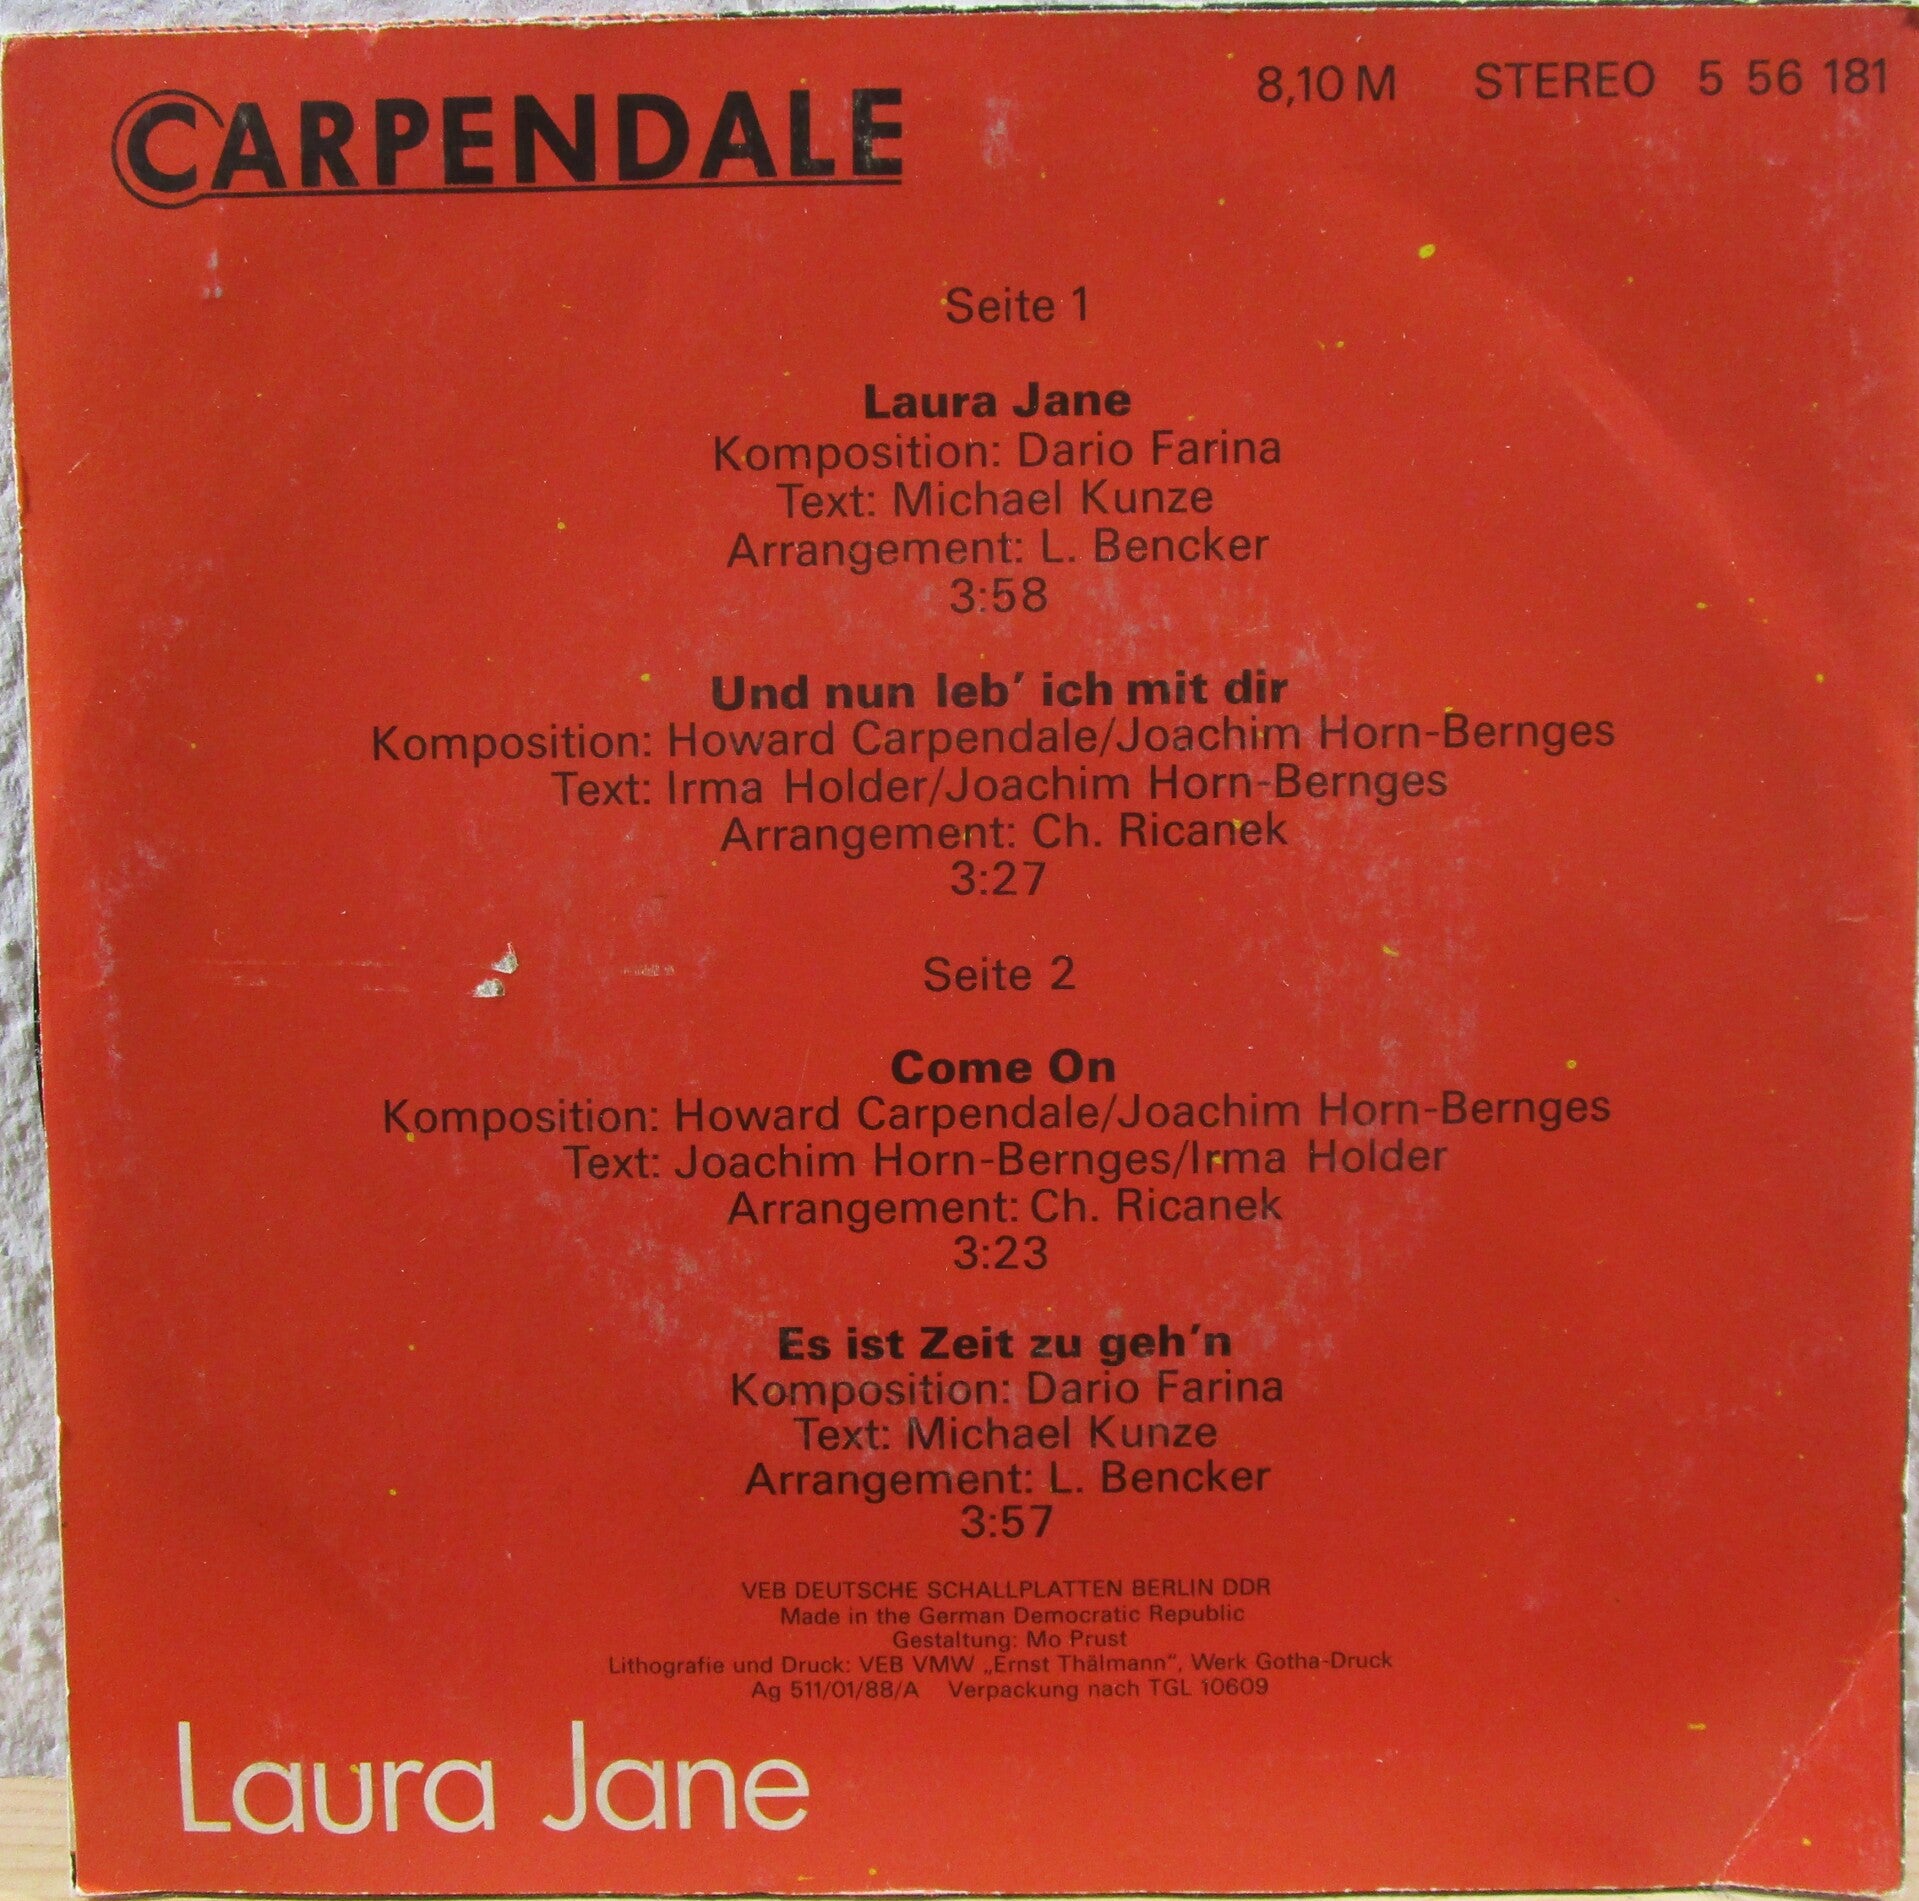 CARPENDALE
8,10 M STEREO 5 56 181
Seite 1
Laura Jane
Komposition: Dario Farina
Text: Michael Kunze
Arrangement: L. Bencker
3:58
Und nun leb’ ich mit dir
Komposition: Howard Carpendale/Joachim Horn-Bernges
Text: Irma Holder/Joachim Horn-Bernges
Arrangement: Ch. Ricanek
3:27
Seite 2
Come On
Komposition: Howard Carpendale/Joachim Horn-Bernges
Text: Joachim Horn-Bernges/Irma Holder
Arrangement: Ch. Ricanek
3:23
Es ist Zeit zu geh’n
Komposition: Dario Farina
Text: Michael Kunze
Arrangement: L. Bencker
3:57
VEB DEUTSCHE SCHALLPLATTEN BERLIN DDR
Made in the German Democratic Republic
Gestaltung: Mo Prust
Lithografie und Druck: VEB VMW „Ernst Thälmann“, Werk Gotha-Druck
Ag 511/01/88/A Verpackung nach TGL 10609
Laura Jane